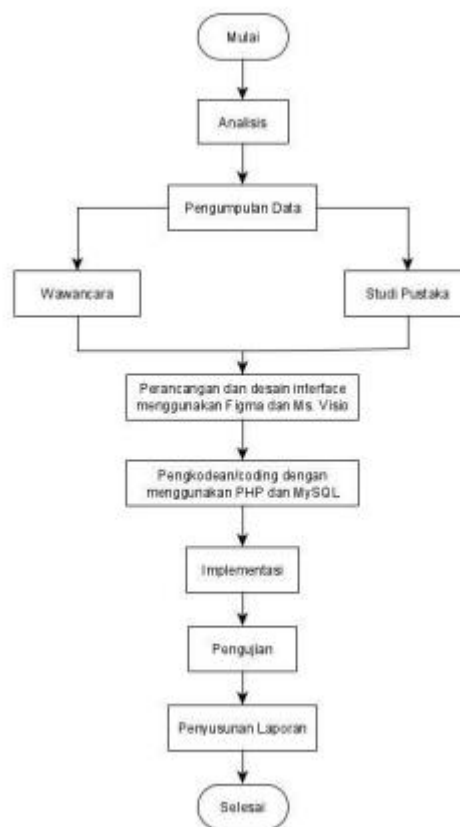 Mulai
Analisis
Pengumpulan Data
Wawancara
Studi Pustaka
Perancangan dan desain interface
menggunakan Figma dan Ms. Visio
Pengkodean/coding dengan
menggunakan PHP dan MySQL
Implementasi
Pengujian
Penyusunan Laporan
Selesai